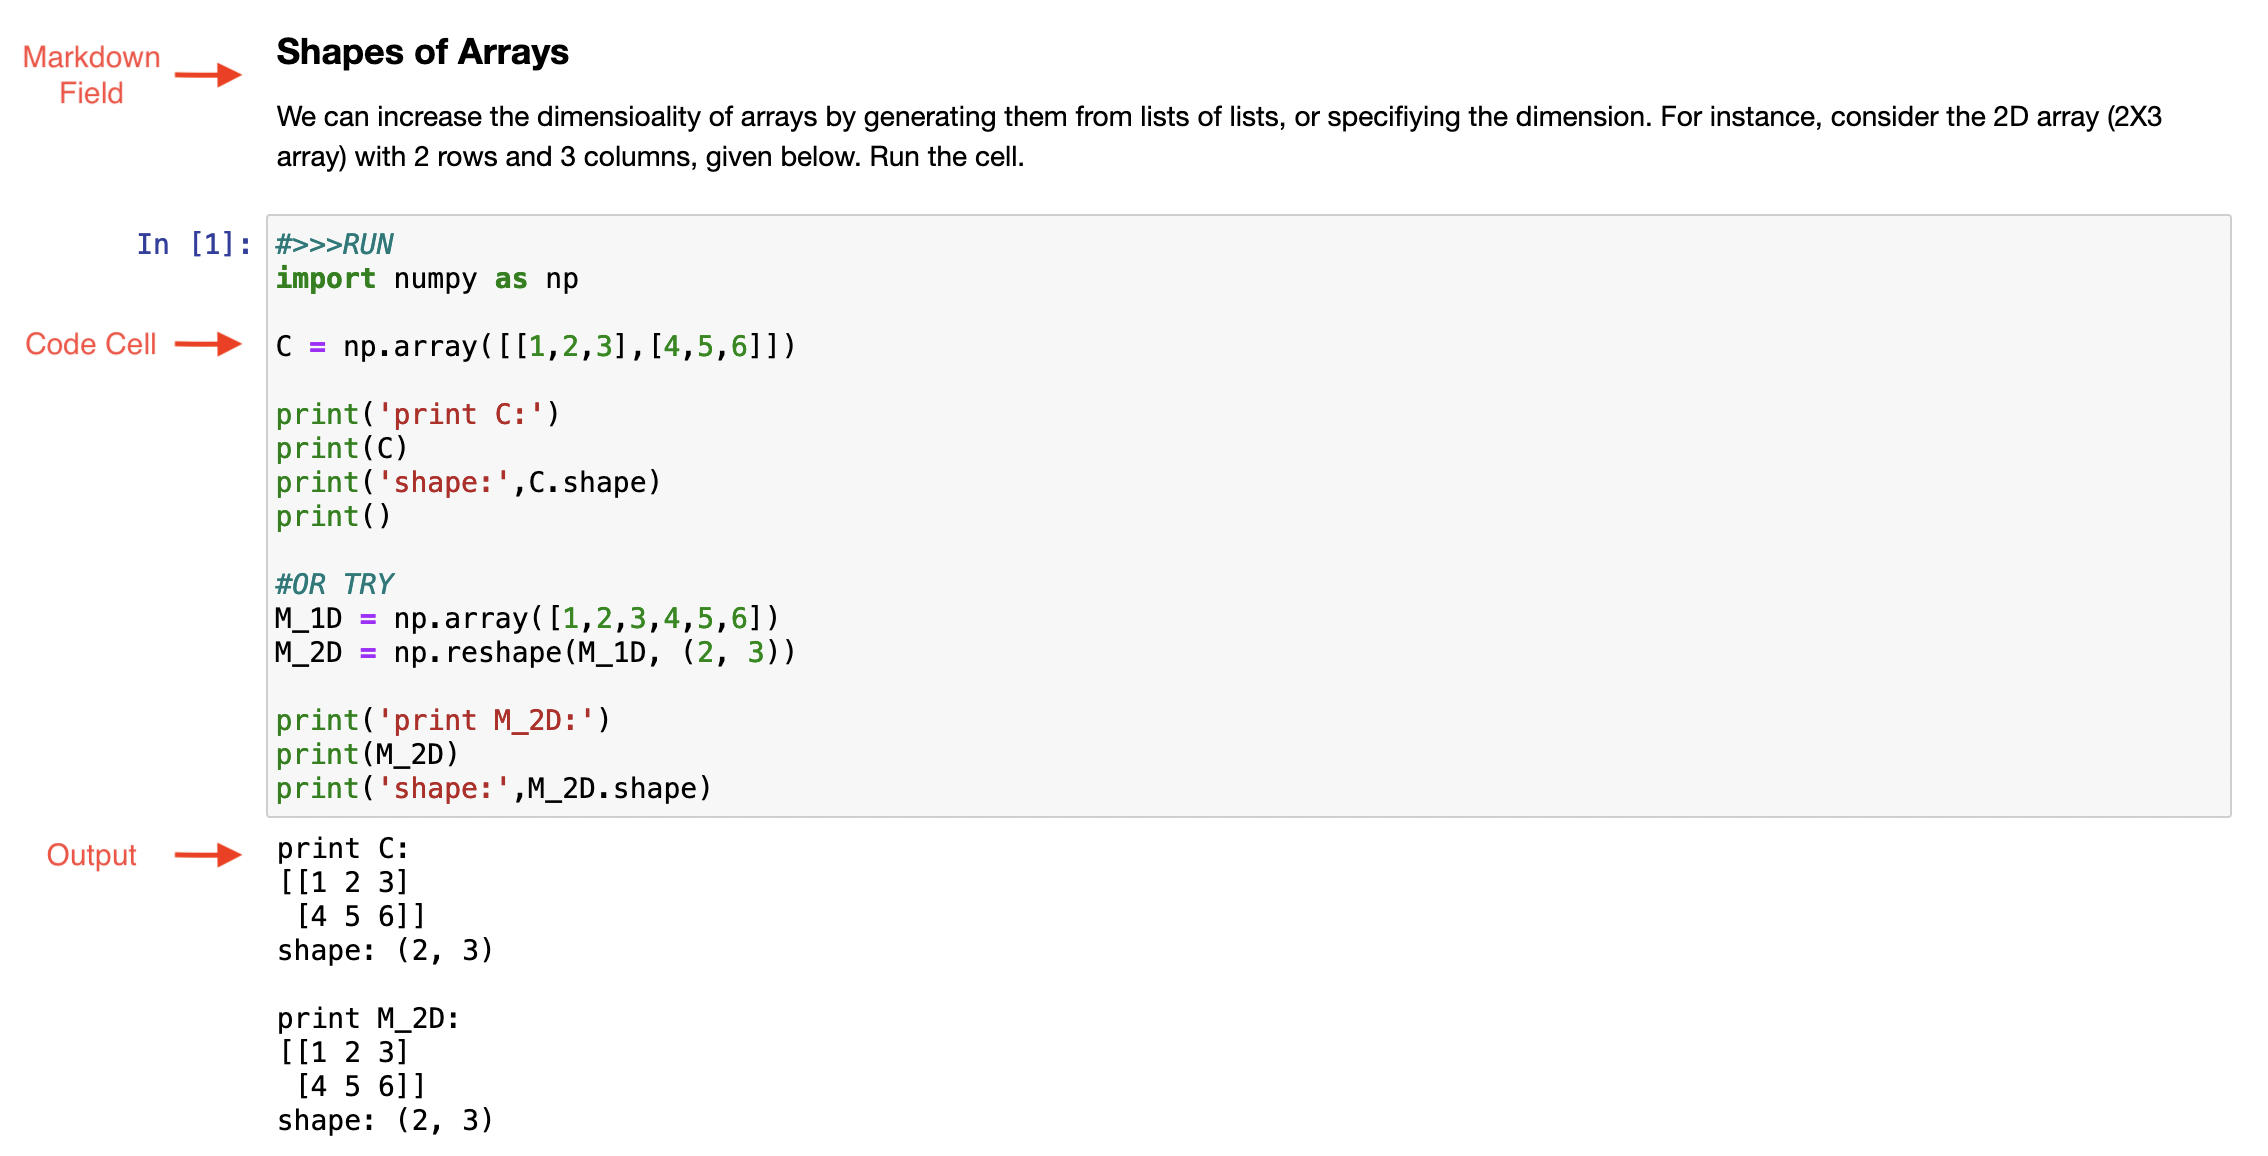 Markdown
Field
Shapes of Arrays
We can increase the dimensioality of arrays by generating them from lists of lists, or specifiying the dimension. For instance, consider the 2D array (2X3
array) with 2 rows and 3 columns, given below. Run the cell.
In [1]:
#>>>RUN
import numpy as np
Code Cell
C = np.array([[1,2,3],[4,5,6]])
print('print C:')
print(C)
print('shape:',C.shape)
print()
#OR TRY
M_1D = np.array([1,2,3,4,5,6])
M_2D = np.reshape(M_1D, (2, 3))
print('print M_2D:')
print(M_2D)
print('shape:',M_2D.shape)
Output
print C:
[[1 2 3]
 [4 5 6]]
shape: (2, 3)
print M_2D:
[[1 2 3]
 [4 5 6]]
shape: (2, 3)